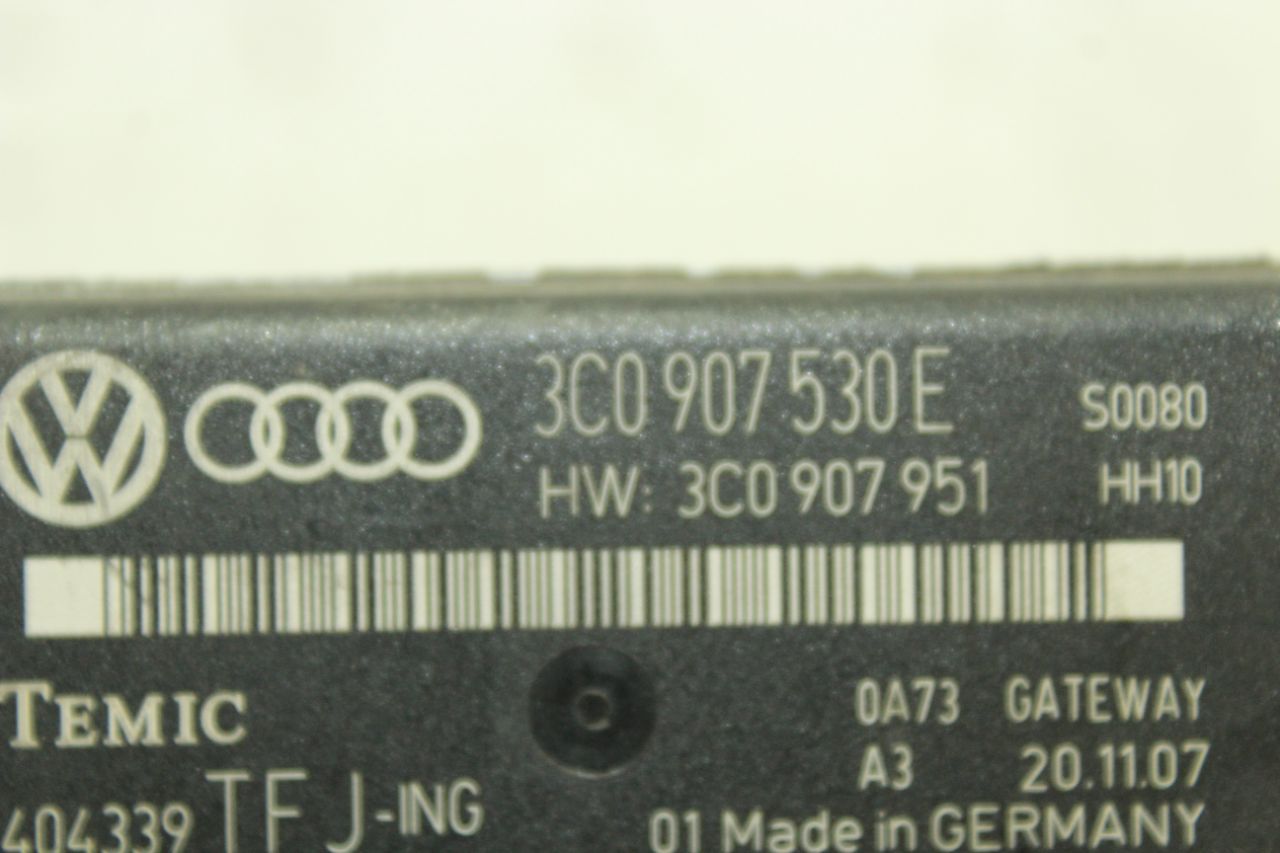 3C0 907 530 E S0080
HW: 3C0 907 951 HH10
TEMIC 0A73 GATEWAY
A3 20.11.07
404339 TFJ-ING 01 Made in GERMANY